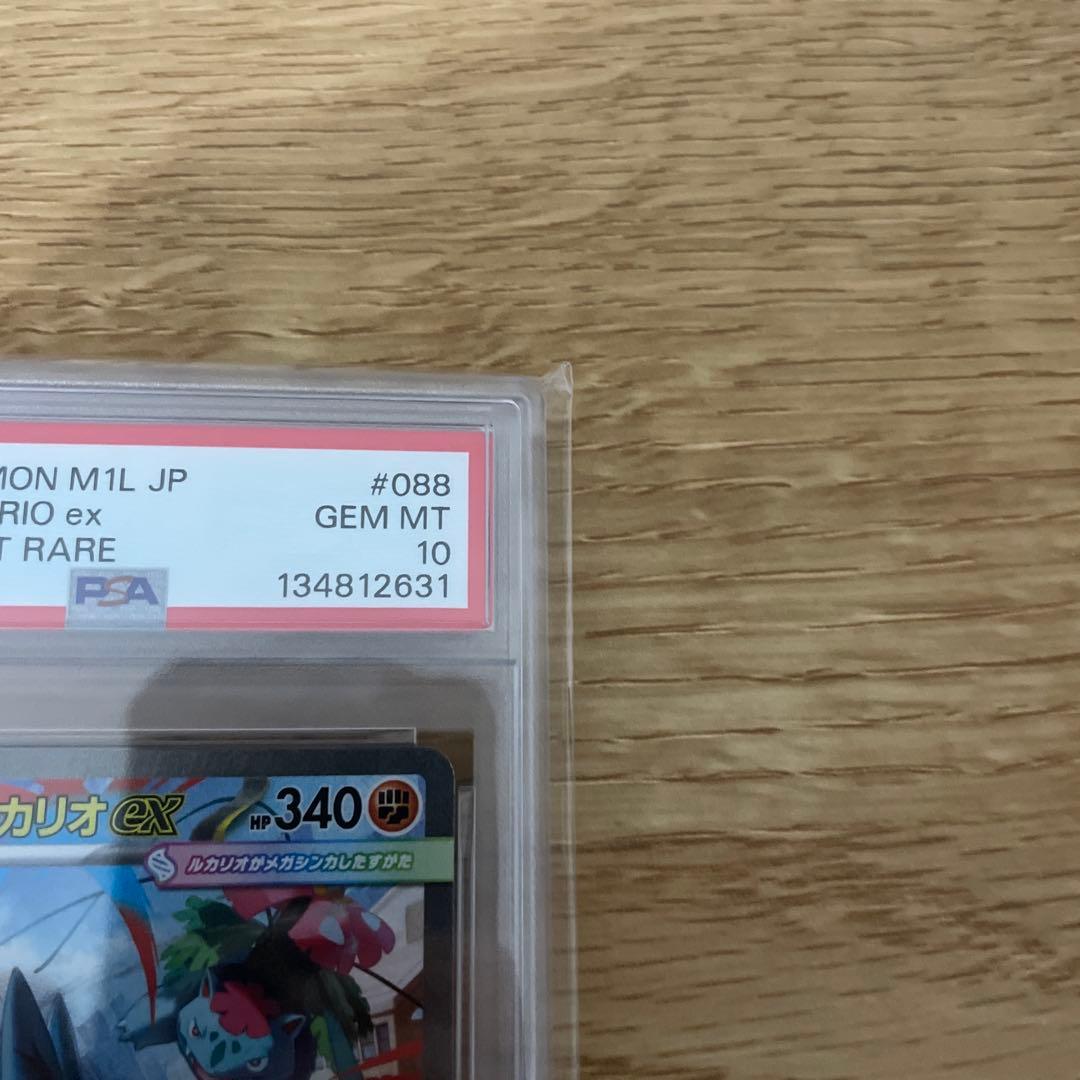 MON M1L JP
#088
RIO ex
GEM MT
T RARE
10
PSA
134812631
カリオex
HP340
ルカリオがメガシンカしたすがた